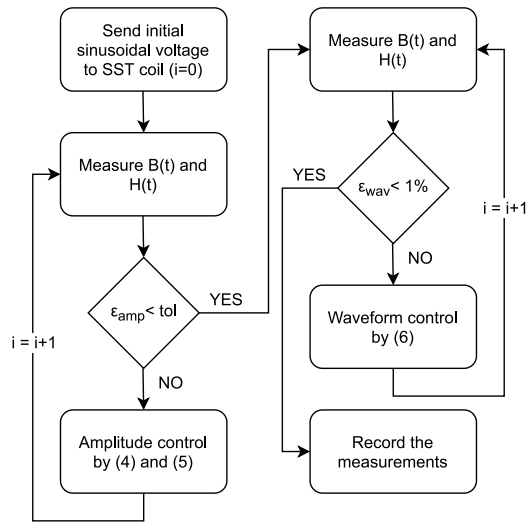 Send initial
sinusoidal voltage
to SST coil (i=0)
Measure B(t) and
H(t)
ε_amp < tol
YES
NO
i = i+1
Amplitude control
by (4) and (5)
Measure B(t) and
H(t)
ε_wav < 1%
YES
NO
i = i+1
Waveform control
by (6)
Record the
measurements